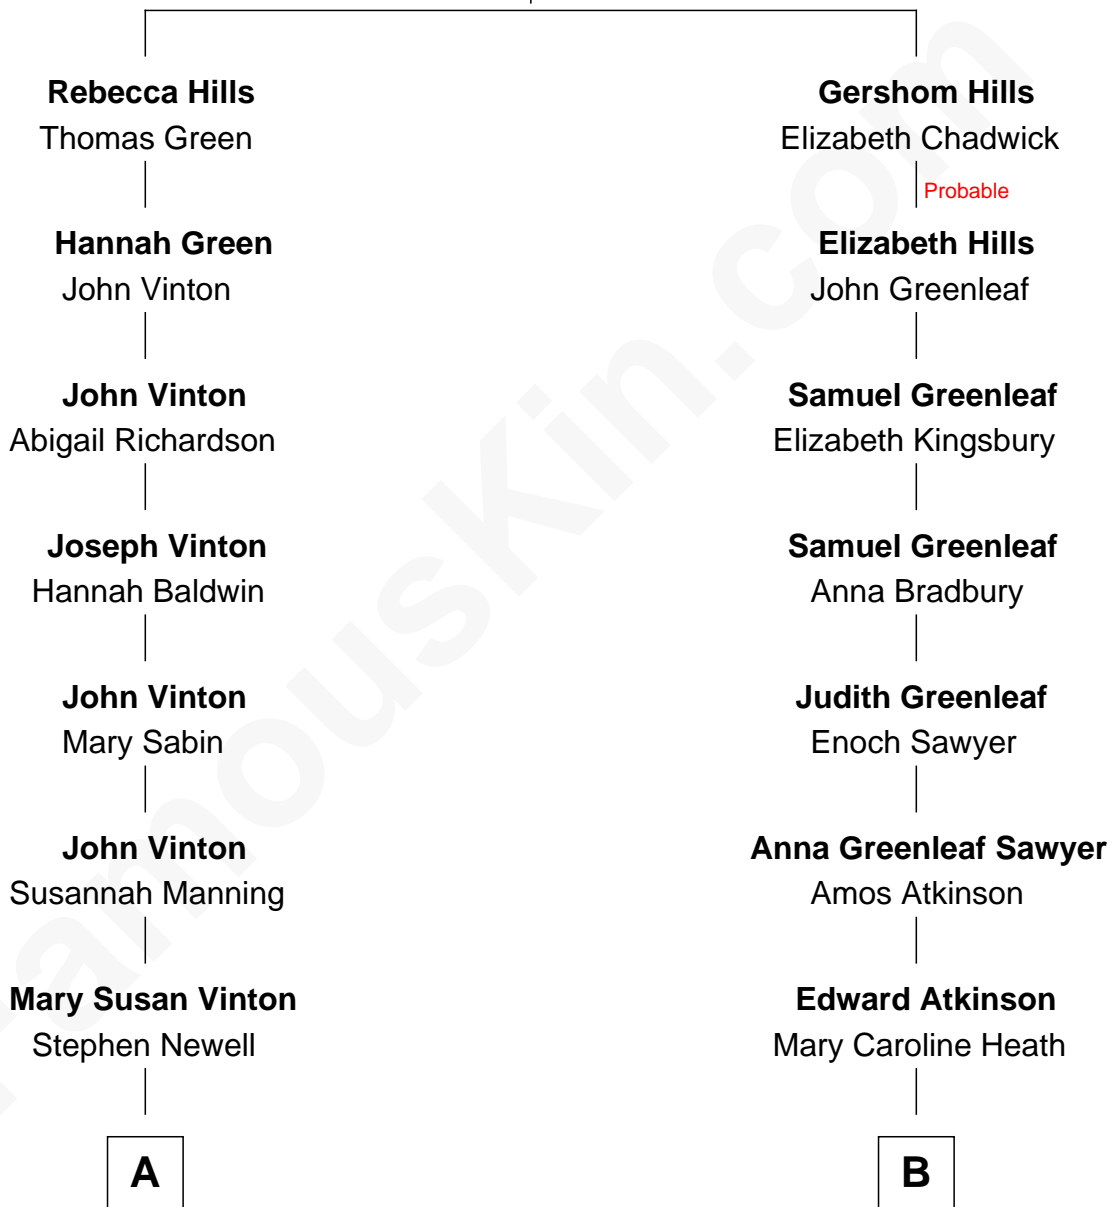 Rebecca Hills
Thomas Green
Hannah Green
John Vinton
John Vinton
Abigail Richardson
Joseph Vinton
Hannah Baldwin
John Vinton
Mary Sabin
John Vinton
Susannah Manning
Mary Susan Vinton
Stephen Newell
A
Gershom Hills
Elizabeth Chadwick
Probable
Elizabeth Hills
John Greenleaf
Samuel Greenleaf
Elizabeth Kingsbury
Samuel Greenleaf
Anna Bradbury
Judith Greenleaf
Enoch Sawyer
Anna Greenleaf Sawyer
Amos Atkinson
Edward Atkinson
Mary Caroline Heath
B
FamousKin.com